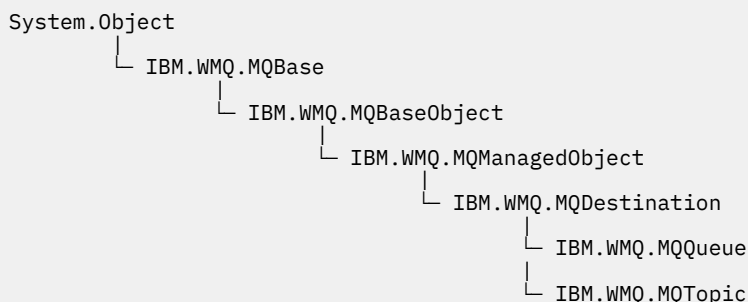 System.Object
IBM.WMQ.MQBase
IBM.WMQ.MQBaseObject
IBM.WMQ.MQManagedObject
IBM.WMQ.MQDestination
IBM.WMQ.MQQueue
IBM.WMQ.MQTopic